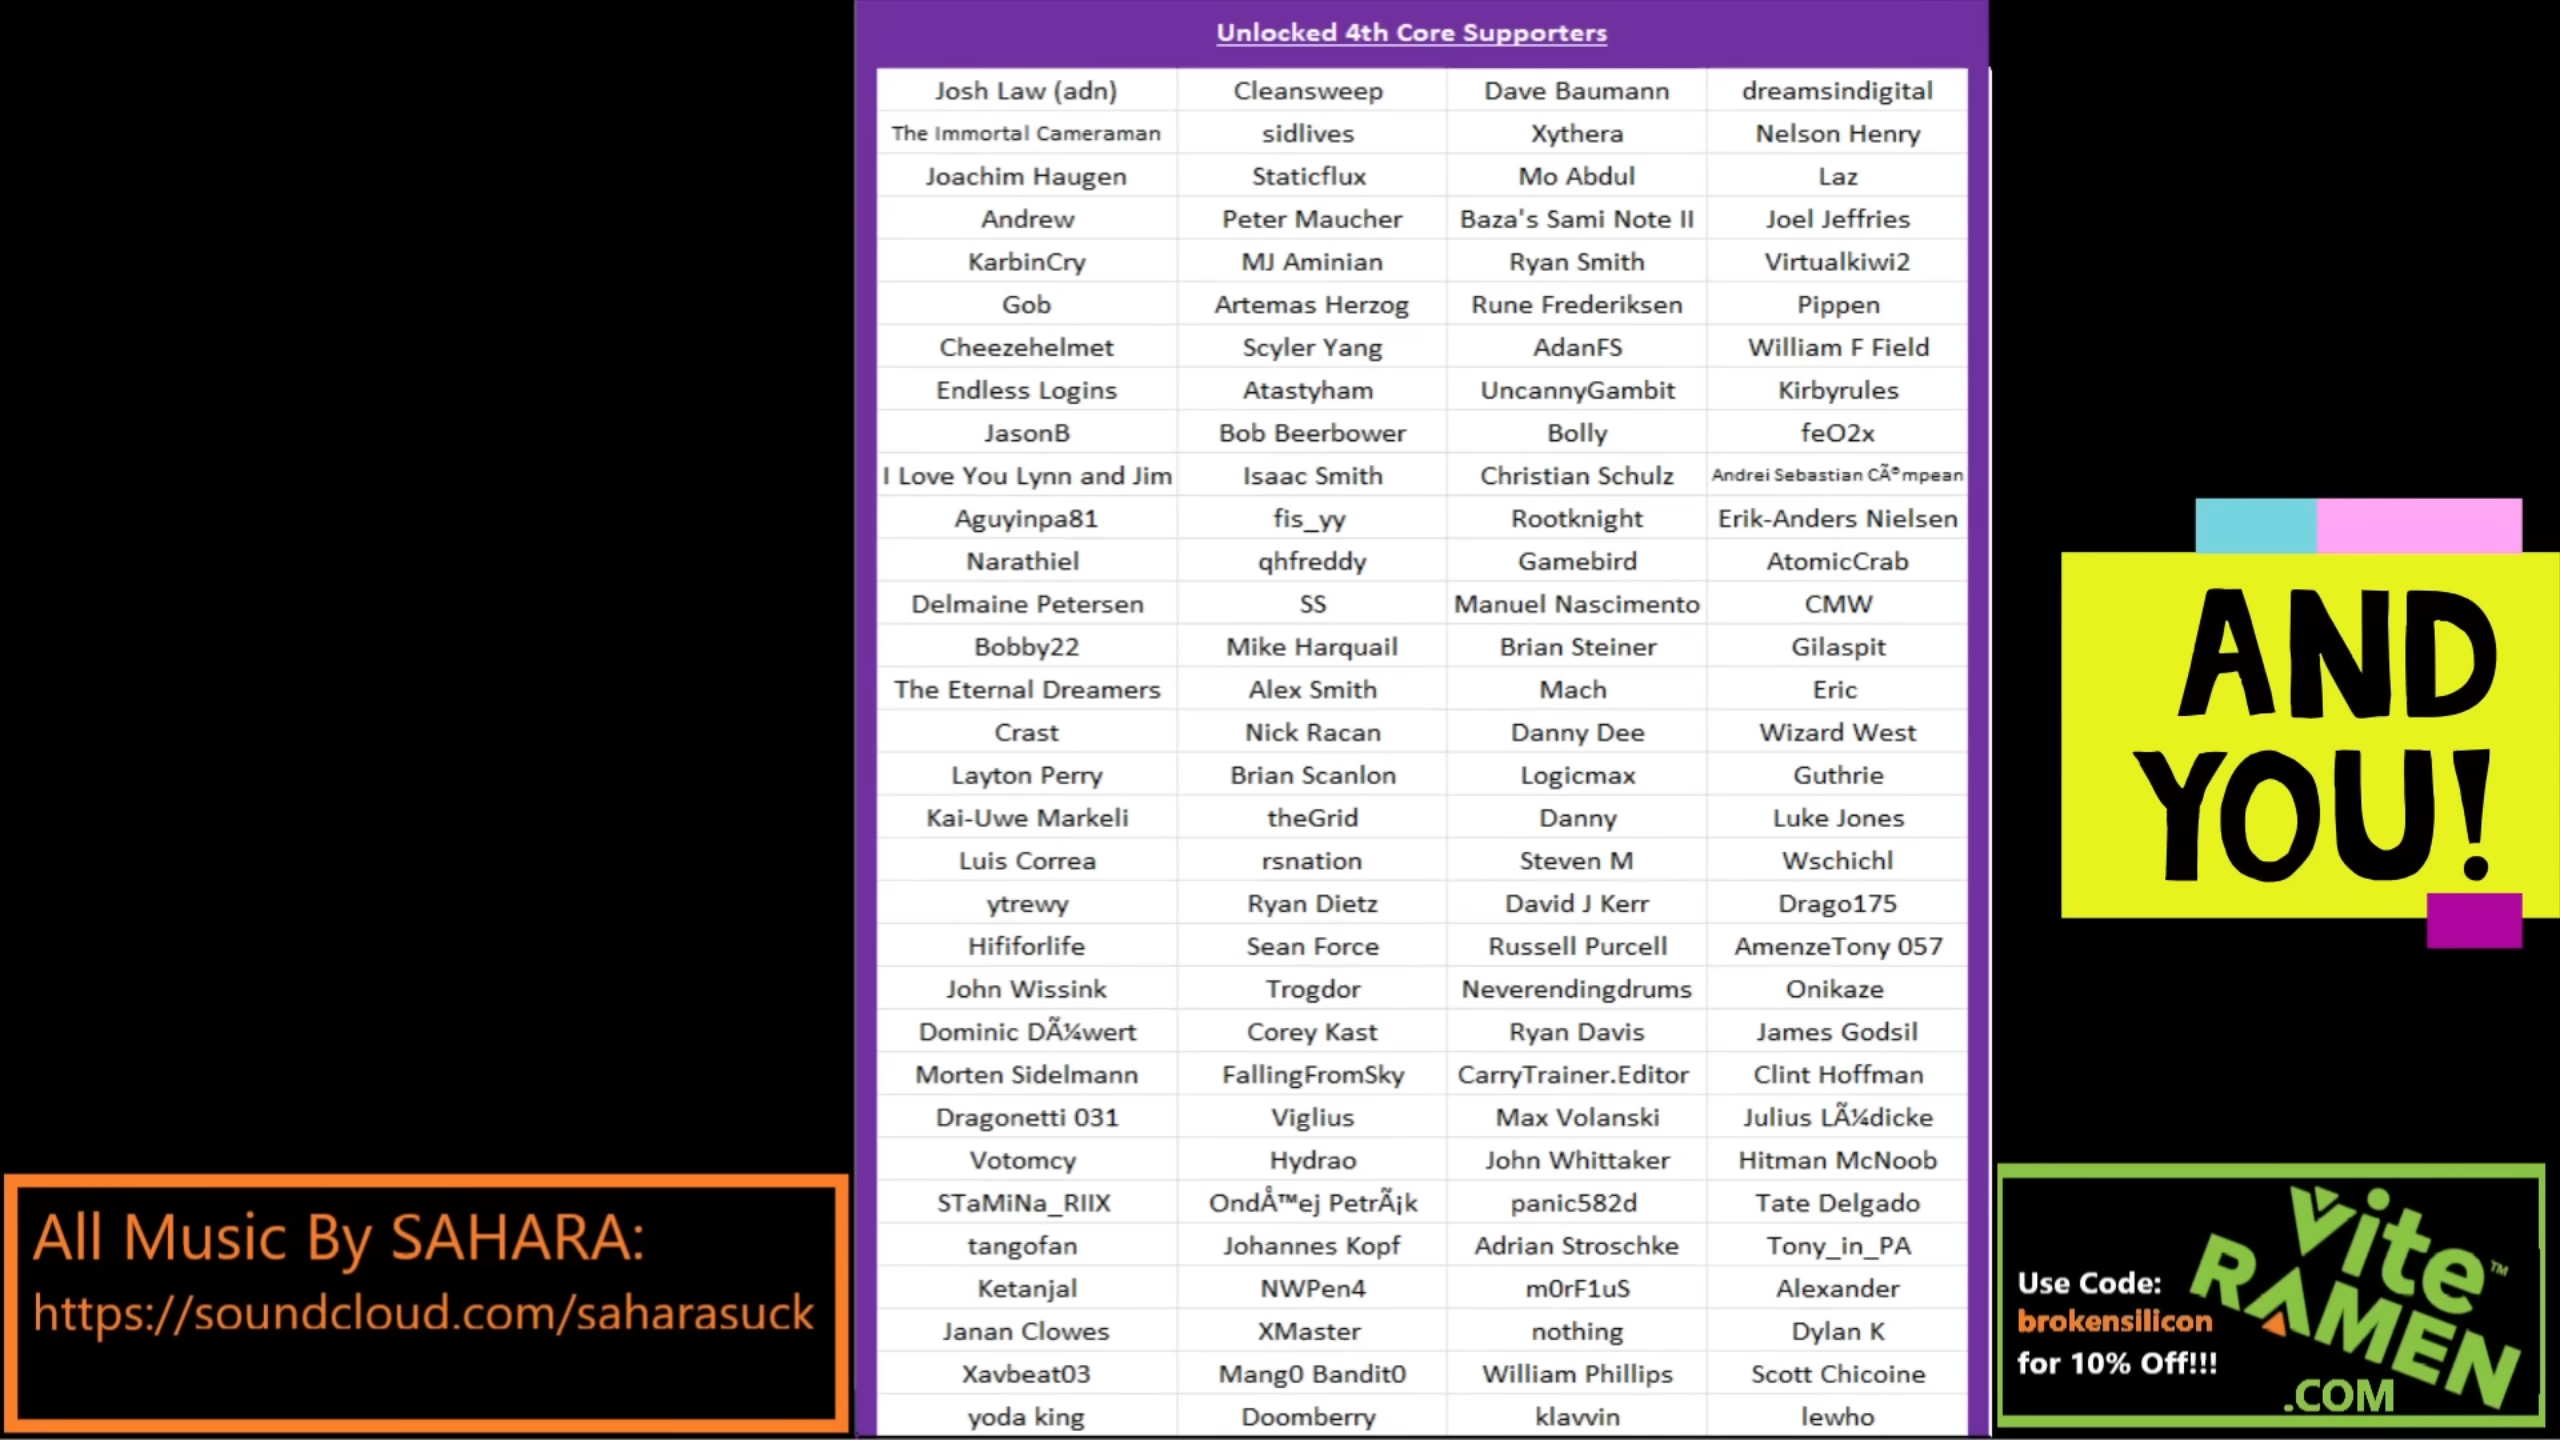 Unlocked 4th Core Supporters
Josh Law (adn) Cleansweep Dave Baumann dreamsindigital
The Immortal Cameraman sidlives Xythera Nelson Henry
Joachim Haugen Staticflux Mo Abdul Laz
Andrew Peter Maucher Baza's Sami Note II Joel Jeffries
KarbinCry MJ Aminian Ryan Smith Virtualkiwi2
Gob Artemas Herzog Rune Frederiksen Pippen
Cheezehelmet Scyler Yang AdanFS William F Field
Endless Logins Atastyham UncannyGambit Kirbyrules
JasonB Bob Beerbower Bolly feO2x
I Love You Lynn and Jim Isaac Smith Christian Schulz Andrei Sebastian CÃªmpean
Aguyinpa81 fis_yy Rootknight Erik-Anders Nielsen
Narathiel qhfreddy Gamebird AtomicCrab
Delmaine Petersen SS Manuel Nascimento CMW
Bobby22 Mike Harquail Brian Steiner Gilaspit
The Eternal Dreamers Alex Smith Mach Eric
Crast Nick Racan Danny Dee Wizard West
Layton Perry Brian Scanlon Logicmax Guthrie
Kai-Uwe Markeli theGrid Danny Luke Jones
Luis Correa rsnation Steven M Wschichl
ytrewy Ryan Dietz David J Kerr Drago175
Hififorlife Sean Force Russell Purcell AmenzeTony 057
John Wissink Trogdor Neverendingdrums Onikaze
Dominic DÃ¼wert Corey Kast Ryan Davis James Godsil
Morten Sidelmann FallingFromSky CarryTrainer.Editor Clint Hoffman
Dragonetti 031 Viglius Max Volanski Julius LÃ¼dicke
Votomcy Hydrao John Whittaker Hitman McNoob
STaMiNa_RIIX OndÅ™ej PetrÃ¡k panic582d Tate Delgado
tangofan Johannes Kopf Adrian Stroschke Tony_in_PA
Ketanjal NWPen4 m0rF1uS Alexander
Janan Clowes XMaster nothing Dylan K
Xavbeat03 Mang0 Bandit0 William Phillips Scott Chicoine
yoda king Doomberry klavvin lewho
AND
YOU!
All Music By SAHARA:
https://soundcloud.com/saharasuck
Use Code:
brokensilicon
for 10% Off!!!
Vite™
RAMEN
.COM